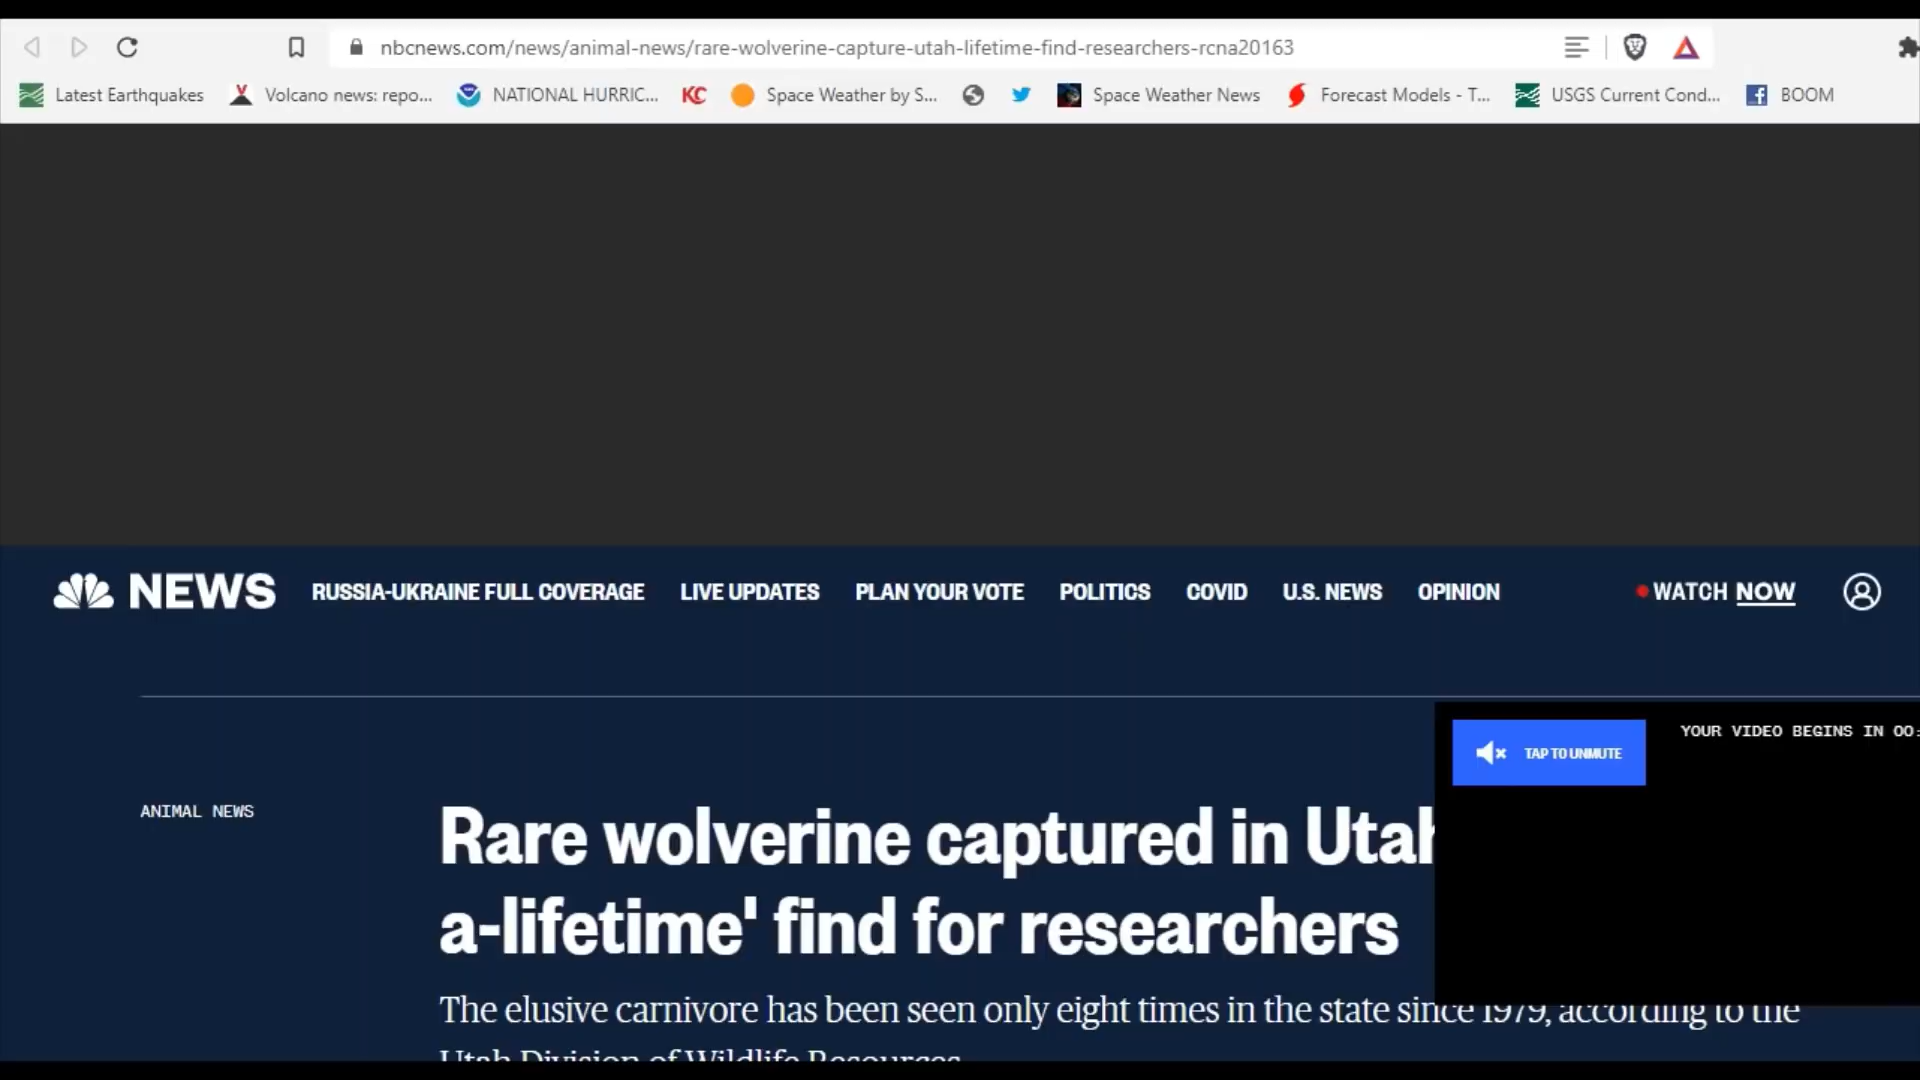 nbcnews.com/news/animal-news/rare-wolverine-capture-utah-lifetime-find-researchers-rcna20163
Latest Earthquakes Volcano news: repo... NATIONAL HURRIC... KC Space Weather by S... Space Weather News Forecast Models - T... USGS Current Cond... BOOM
NEWS RUSSIA-UKRAINE FULL COVERAGE LIVE UPDATES PLAN YOUR VOTE POLITICS COVID U.S. NEWS OPINION WATCH NOW
YOUR VIDEO BEGINS IN 00:
TAP TO UNMUTE
ANIMAL NEWS
Rare wolverine captured in Utah
a-lifetime' find for researchers
The elusive carnivore has been seen only eight times in the state since 1979, according to the
Utah Division of Wildlife Resources